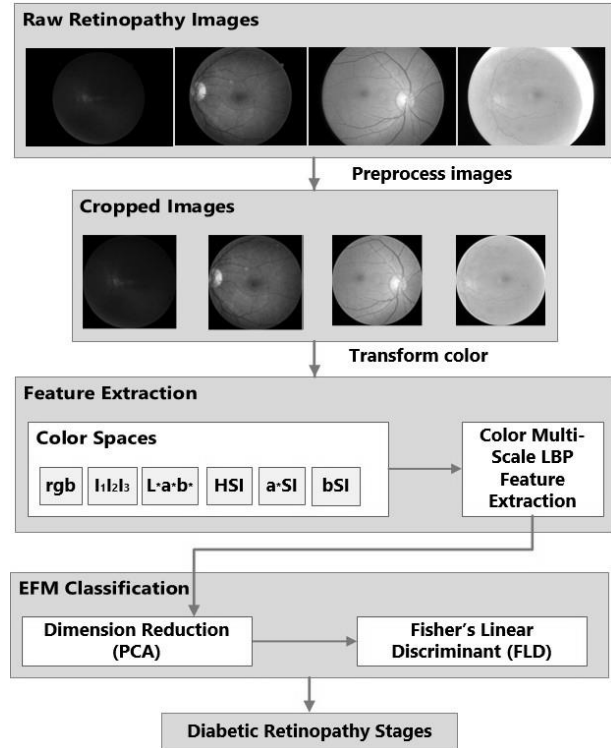 Raw Retinopathy Images
Preprocess images
Cropped Images
Transform color
Feature Extraction
Color Spaces
rgb I₁I₂I₃ L*a*b* HSI a*SI bSI
Color Multi-
Scale LBP
Feature
Extraction
EFM Classification
Dimension Reduction
(PCA)
Fisher's Linear
Discriminant (FLD)
Diabetic Retinopathy Stages